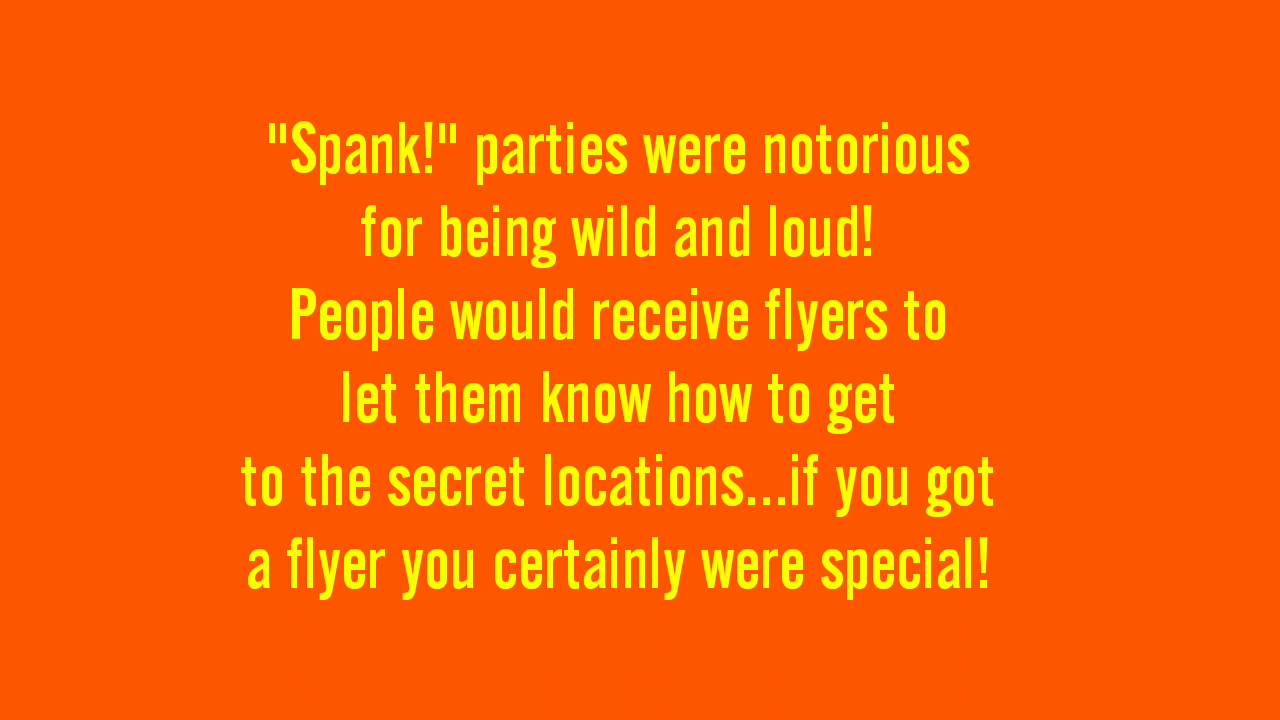 "Spank!" parties were notorious
for being wild and loud!
People would receive flyers to
let them know how to get
to the secret locations...if you got
a flyer you certainly were special!